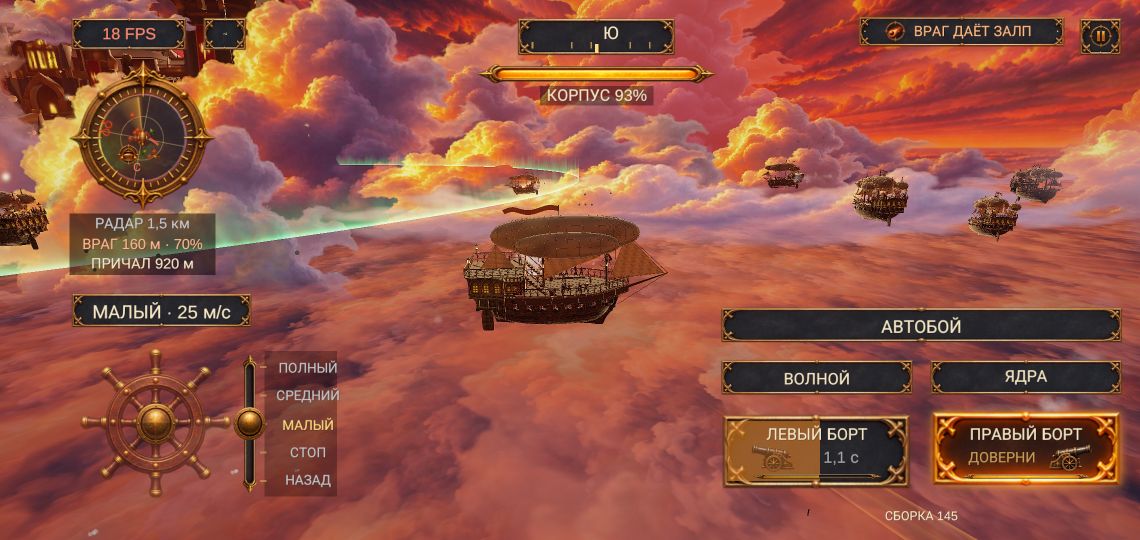 18 FPS
Ю
ВРАГ ДАЁТ ЗАЛП
КОРПУС 93%
РАДАР 1,5 км
ВРАГ 160 м · 70%
ПРИЧАЛ 920 м
МАЛЫЙ · 25 м/с
ПОЛНЫЙ
СРЕДНИЙ
МАЛЫЙ
СТОП
НАЗАД
АВТОБОЙ
ВОЛНОЙ
ЯДРА
ЛЕВЫЙ БОРТ
1,1 с
ПРАВЫЙ БОРТ
ДОВЕРНИ
СБОРКА 145